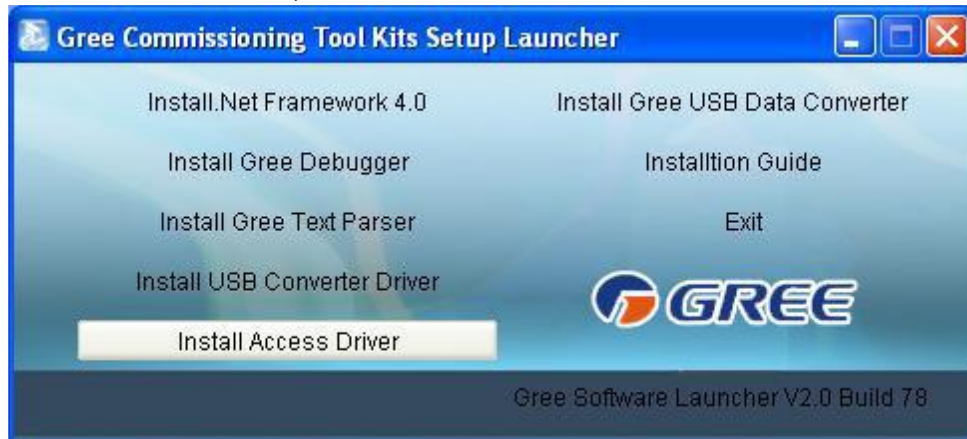 Gree Commissioning Tool Kits Setup Launcher
Install.Net Framework 4.0
Install Gree Debugger
Install Gree Text Parser
Install USB Converter Driver
Install Access Driver
Install Gree USB Data Converter
Installtion Guide
Exit
GREE
Gree Software Launcher V2.0 Build 78